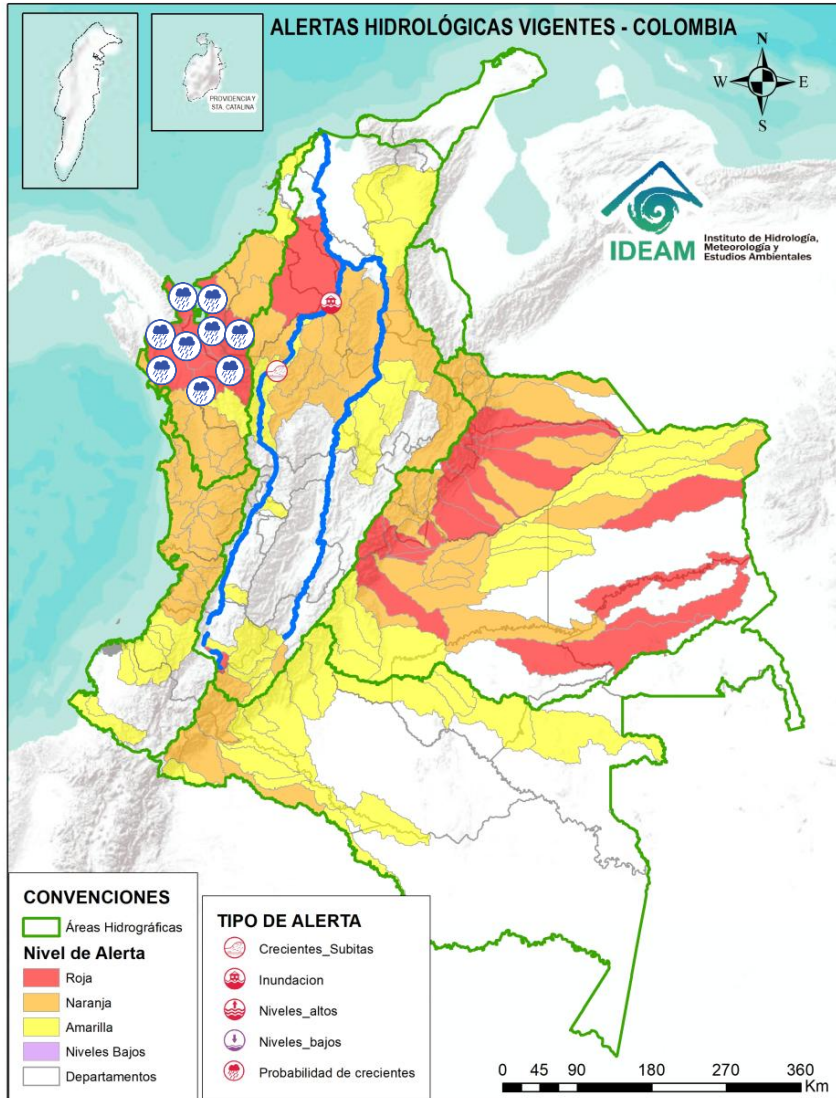 ALERTAS HIDROLÓGICAS VIGENTES - COLOMBIA
PROVIDENCIA Y
STA. CATALINA
N
W
E
S
IDEAM
Instituto de Hidrología,
Meteorología y
Estudios Ambientales
CONVENCIONES
Áreas Hidrográficas
Nivel de Alerta
Roja
Naranja
Amarilla
Niveles Bajos
Departamentos
TIPO DE ALERTA
Crecientes_Subitas
Inundacion
Niveles_altos
Niveles_bajos
Probabilidad de crecientes
0 45 90 180 270 360
Km